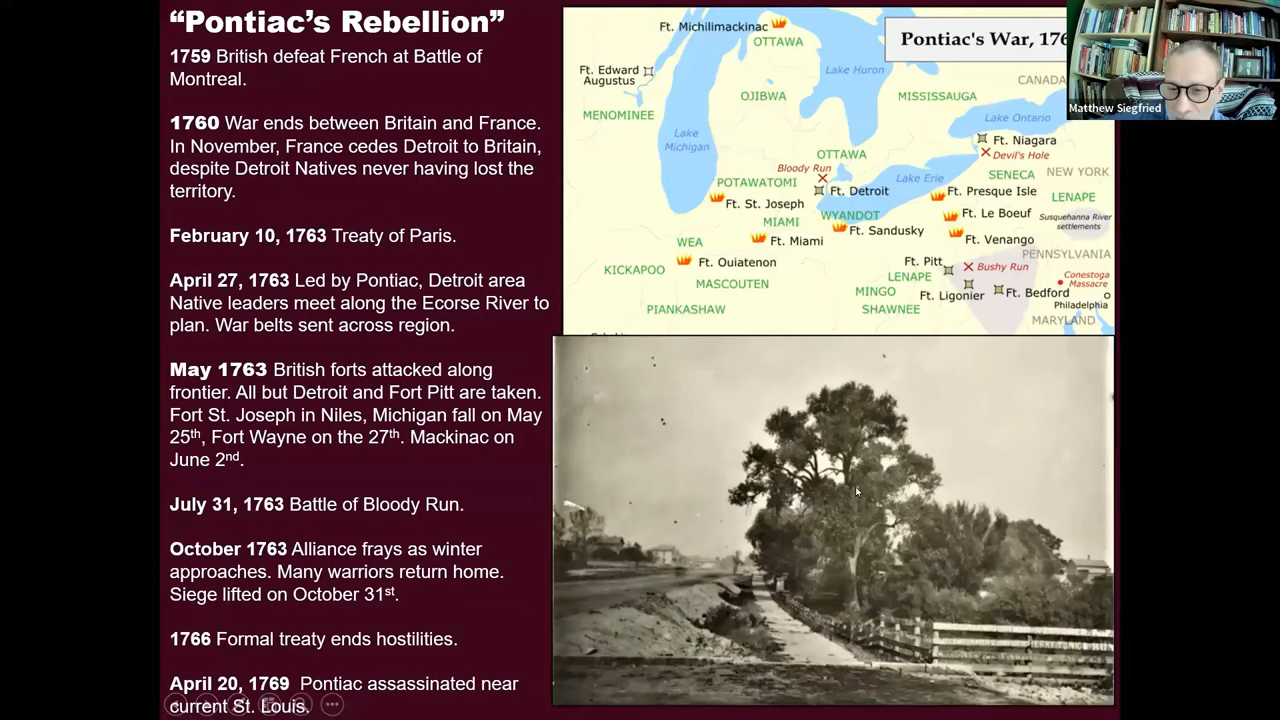 “Pontiac’s Rebellion”
1759 British defeat French at Battle of
Montreal.
1760 War ends between Britain and France.
In November, France cedes Detroit to Britain,
despite Detroit Natives never having lost the
territory.
February 10, 1763 Treaty of Paris.
April 27, 1763 Led by Pontiac, Detroit area
Native leaders meet along the Ecorse River to
plan. War belts sent across region.
May 1763 British forts attacked along
frontier. All but Detroit and Fort Pitt are taken.
Fort St. Joseph in Niles, Michigan fall on May
25th, Fort Wayne on the 27th. Mackinac on
June 2nd.
July 31, 1763 Battle of Bloody Run.
October 1763 Alliance frays as winter
approaches. Many warriors return home.
Siege lifted on October 31st.
1766 Formal treaty ends hostilities.
April 20, 1769 Pontiac assassinated near
current St. Louis.
Pontiac's War, 176
Matthew Siegfried
Ft. Michilimackinac
OTTAWA
Ft. Edward
Augustus
Lake Huron
CANADA
OJIBWA
MISSISSAUGA
MENOMINEE
Lake Ontario
Lake
Michigan
Ft. Niagara
Devil's Hole
OTTAWA
Bloody Run
SENECA
NEW YORK
POTAWATOMI
Lake Erie
Ft. Detroit
Ft. Presque Isle
LENAPE
Ft. St. Joseph
WYANDOT
Ft. Le Boeuf
Susquehanna River
settlements
MIAMI
Ft. Sandusky
Ft. Miami
Ft. Venango
WEA
PENNSYLVANIA
Ft. Ouiatenon
Ft. Pitt
Bushy Run
KICKAPOO
LENAPE
Conestoga
Massacre
MASCOUTEN
MINGO
Ft. Ligonier
Ft. Bedford
Philadelphia
PIANKASHAW
SHAWNEE
MARYLAND